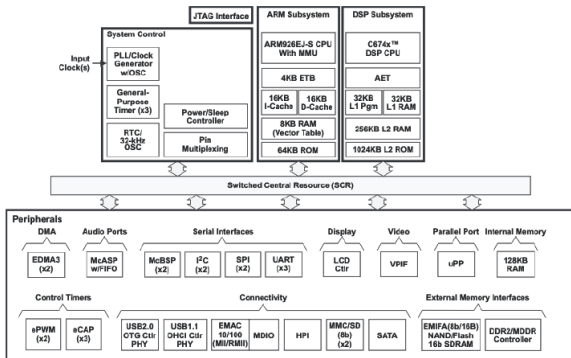 JTAG Interface
System Control
Input
Clock(s)
PLL/Clock
Generator
w/OSC
General-
Purpose
Timer (x3)
RTC/
32-kHz
OSC
Power/Sleep
Controller
Pin
Multiplexing
ARM Subsystem
ARM926EJ-S CPU
With MMU
4KB ETB
16KB
I-Cache
16KB
D-Cache
8KB RAM
(Vector Table)
64KB ROM
DSP Subsystem
C674x™
DSP CPU
AET
32KB
L1 Pgm
32KB
L1 RAM
256KB L2 RAM
1024KB L2 ROM
Switched Central Resource (SCR)
Peripherals
DMA
EDMA3
(x2)
Audio Ports
McASP
w/FIFO
Serial Interfaces
McBSP
(x2)
I²C
(x2)
SPI
(x2)
UART
(x3)
Display
LCD
Ctlr
Video
VPIF
Parallel Port
uPP
Internal Memory
128KB
RAM
Control Timers
ePWM
(x2)
eCAP
(x3)
Connectivity
USB2.0
OTG Ctlr
PHY
USB1.1
OHCI Ctlr
PHY
EMAC
10/100
(MII/RMII)
MDIO
HPI
MMC/SD
(8b)
(x2)
SATA
External Memory Interfaces
EMIFA(8b/16B)
NAND/Flash
16b SDRAM
DDR2/MDDR
Controller